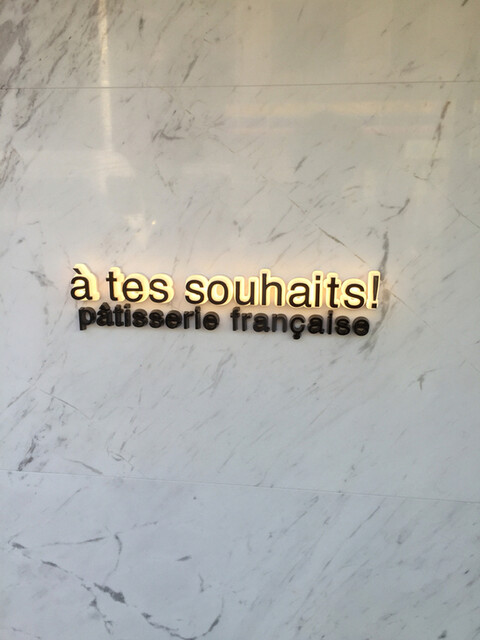 à tes souhaits!
pâtisserie française